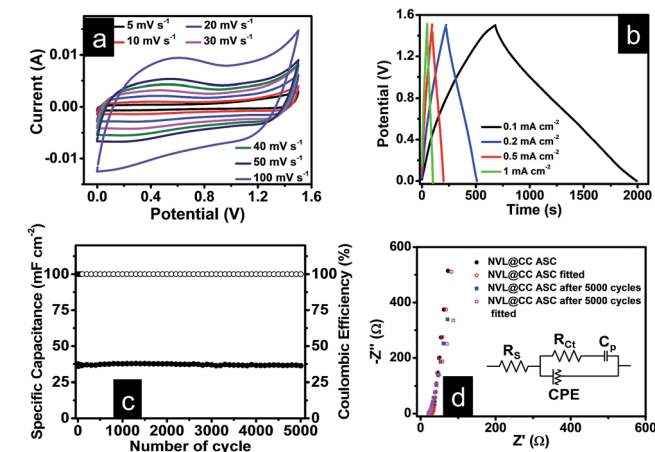 a
5 mV s⁻¹ 20 mV s⁻¹
10 mV s⁻¹ 30 mV s⁻¹
40 mV s⁻¹
50 mV s⁻¹
100 mV s⁻¹
0.01
0.00
-0.01
Current (A)
0.0 0.4 0.8 1.2 1.6
Potential (V)
b
1.6
1.2
0.8
0.4
0.0
Potential (V)
0.1 mA cm⁻²
0.2 mA cm⁻²
0.5 mA cm⁻²
1 mA cm⁻²
0 500 1000 1500 2000
Time (s)
Specific Capacitance (mF cm⁻²)
100
75
50
25
0
c
100
75
50
25
0
Coulombic Efficiency (%)
0 1000 2000 3000 4000 5000
Number of cycle
600
400
200
0
-Z'' (Ω)
NVL@CC ASC
NVL@CC ASC fitted
NVL@CC ASC after 5000 cycles
NVL@CC ASC after 5000 cycles
fitted
R_S R_Ct C_p
CPE
d
0 200 400 600
Z' (Ω)